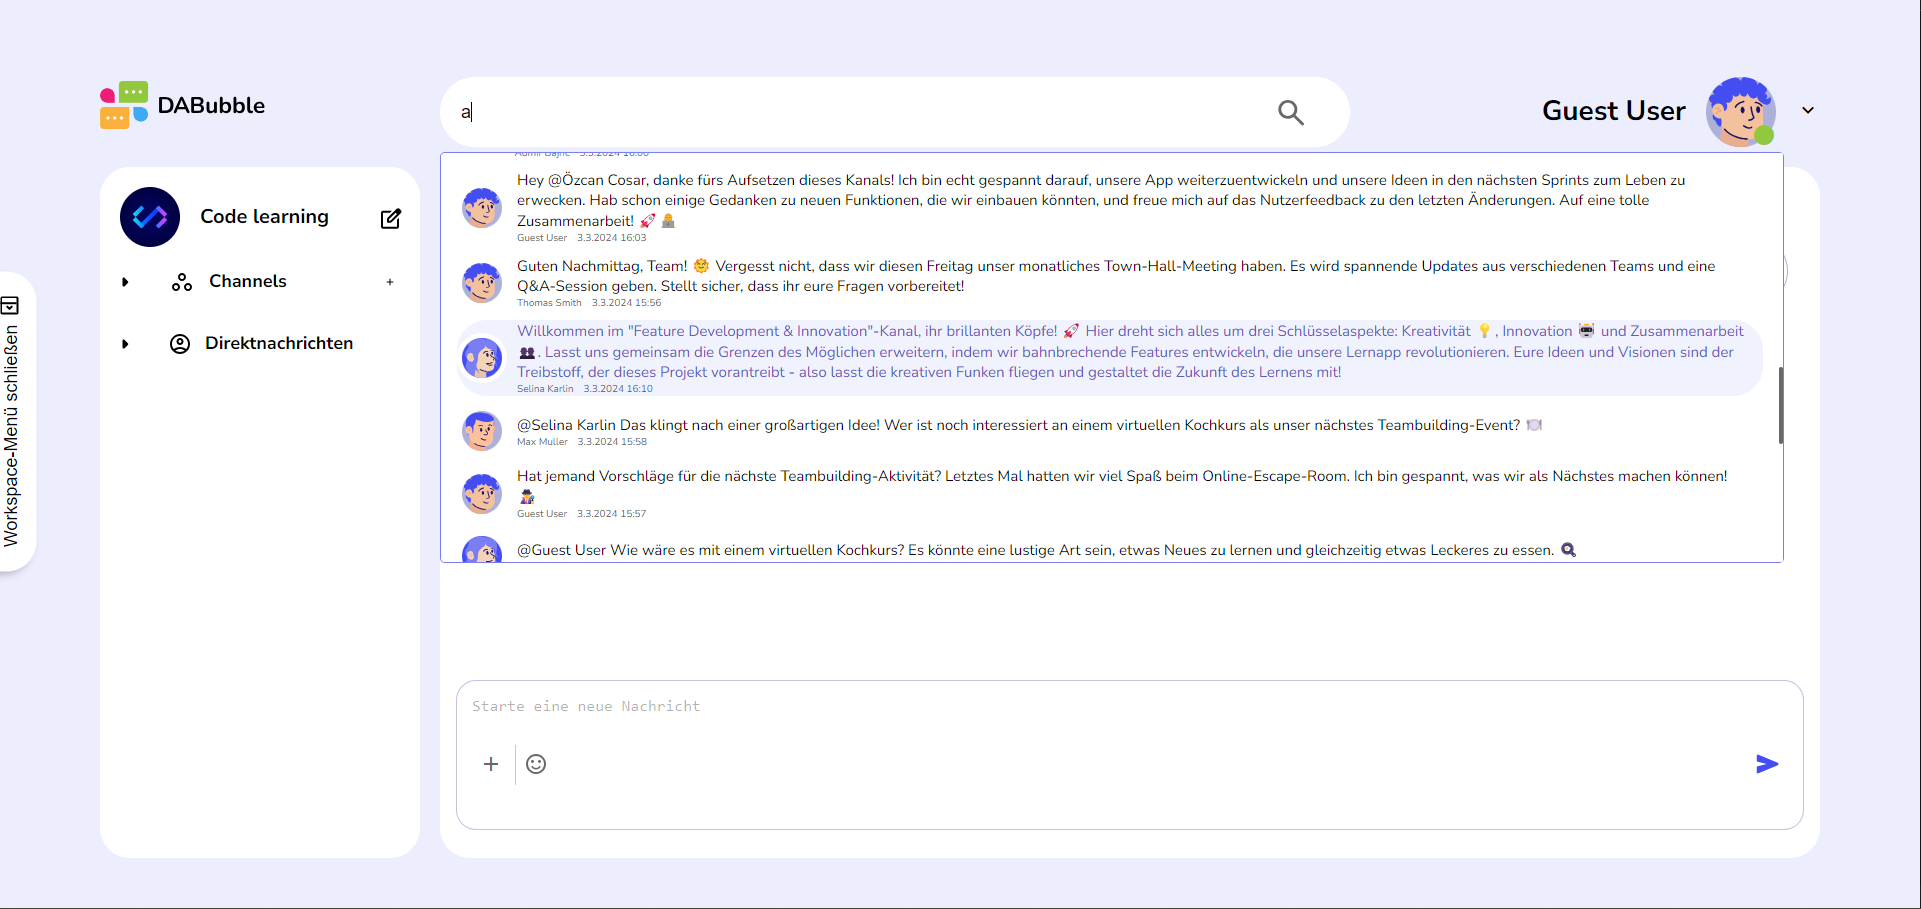 DABubble
a
Guest User
Code learning
Channels
+
Direktnachrichten
Workspace-Menü schließen
Admir Bajric 3.3.2024 16:00
Hey @Özcan Cosar, danke fürs Aufsetzen dieses Kanals! Ich bin echt gespannt darauf, unsere App weiterzuentwickeln und unsere Ideen in den nächsten Sprints zum Leben zu
erwecken. Hab schon einige Gedanken zu neuen Funktionen, die wir einbauen könnten, und freue mich auf das Nutzerfeedback zu den letzten Änderungen. Auf eine tolle
Zusammenarbeit! 🚀 👷
Guest User 3.3.2024 16:03
Guten Nachmittag, Team! 🌞 Vergesst nicht, dass wir diesen Freitag unser monatliches Town-Hall-Meeting haben. Es wird spannende Updates aus verschiedenen Teams und eine
Q&A-Session geben. Stellt sicher, dass ihr eure Fragen vorbereitet!
Thomas Smith 3.3.2024 15:56
Willkommen im "Feature Development & Innovation"-Kanal, ihr brillanten Köpfe! 🚀 Hier dreht sich alles um drei Schlüsselaspekte: Kreativität 💡, Innovation 🤖 und Zusammenarbeit
👥. Lasst uns gemeinsam die Grenzen des Möglichen erweitern, indem wir bahnbrechende Features entwickeln, die unsere Lernapp revolutionieren. Eure Ideen und Visionen sind der
Treibstoff, der dieses Projekt vorantreibt - also lasst die kreativen Funken fliegen und gestaltet die Zukunft des Lernens mit!
Selina Karlin 3.3.2024 16:10
@Selina Karlin Das klingt nach einer großartigen Idee! Wer ist noch interessiert an einem virtuellen Kochkurs als unser nächstes Teambuilding-Event? 🍽️
Max Muller 3.3.2024 15:58
Hat jemand Vorschläge für die nächste Teambuilding-Aktivität? Letztes Mal hatten wir viel Spaß beim Online-Escape-Room. Ich bin gespannt, was wir als Nächstes machen können!
🕵️
Guest User 3.3.2024 15:57
@Guest User Wie wäre es mit einem virtuellen Kochkurs? Es könnte eine lustige Art sein, etwas Neues zu lernen und gleichzeitig etwas Leckeres zu essen. 🍳
Starte eine neue Nachricht